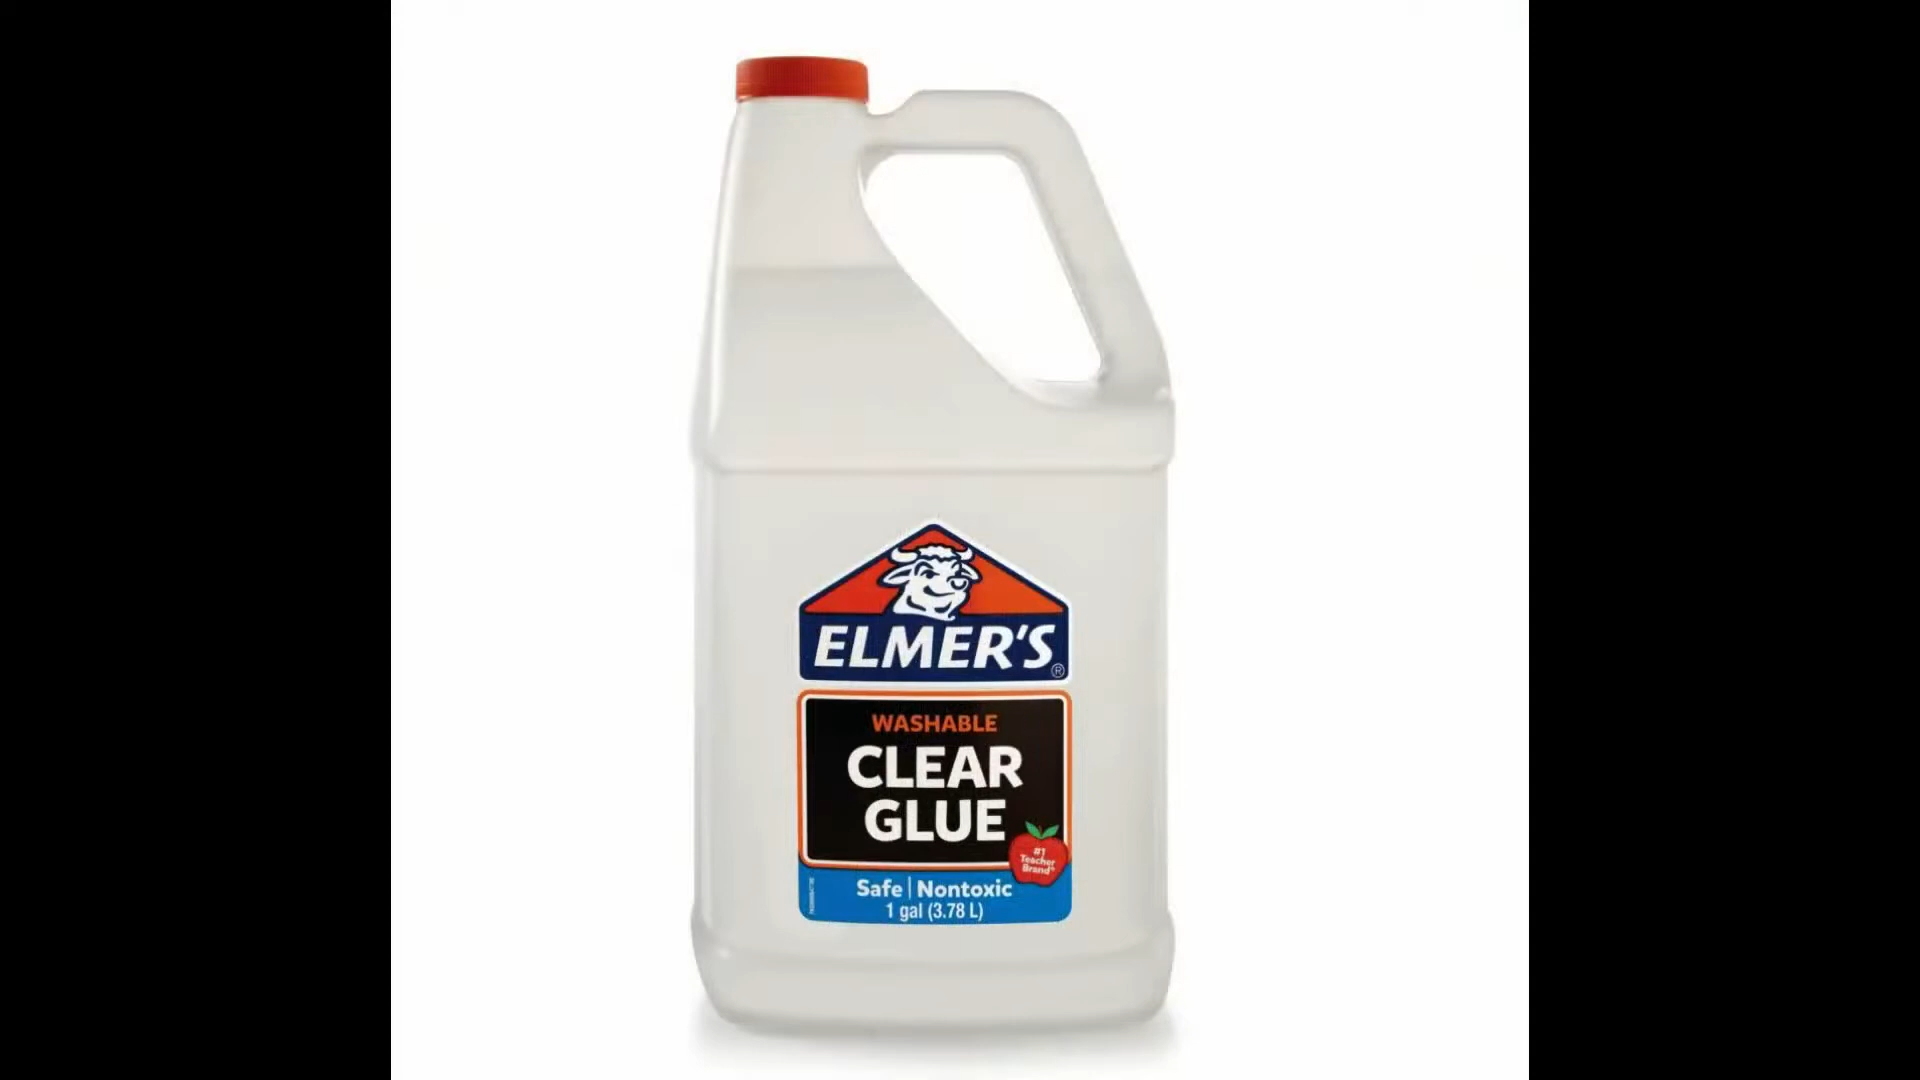 ELMER'S®
WASHABLE
CLEAR
GLUE
#1
Teacher
Brand*
Safe | Nontoxic
1 gal (3.78 L)